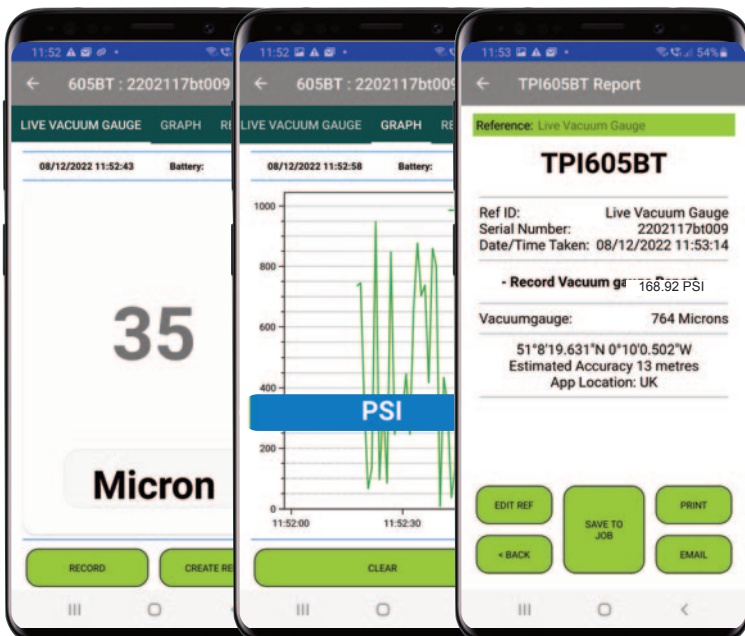 11:52
605BT : 2202117bt009
LIVE VACUUM GAUGE GRAPH RE
08/12/2022 11:52:43 Battery:
35
Micron
RECORD
CREATE RE
11:52
605BT : 2202117bt009
LIVE VACUUM GAUGE GRAPH RE
08/12/2022 11:52:58 Battery:
1000
800
600
400
PSI
200
0
11:52:00 11:52:30
CLEAR
11:53 54%
TPI605BT Report
Reference: Live Vacuum Gauge
TPI605BT
Ref ID: Live Vacuum Gauge
Serial Number: 2202117bt009
Date/Time Taken: 08/12/2022 11:53:14
- Record Vacuum ga
168.92 PSI
Vacuumgauge: 764 Microns
51°8'19.631"N 0°10'0.502"W
Estimated Accuracy 13 metres
App Location: UK
EDIT REF
SAVE TO
JOB
PRINT
< BACK
EMAIL